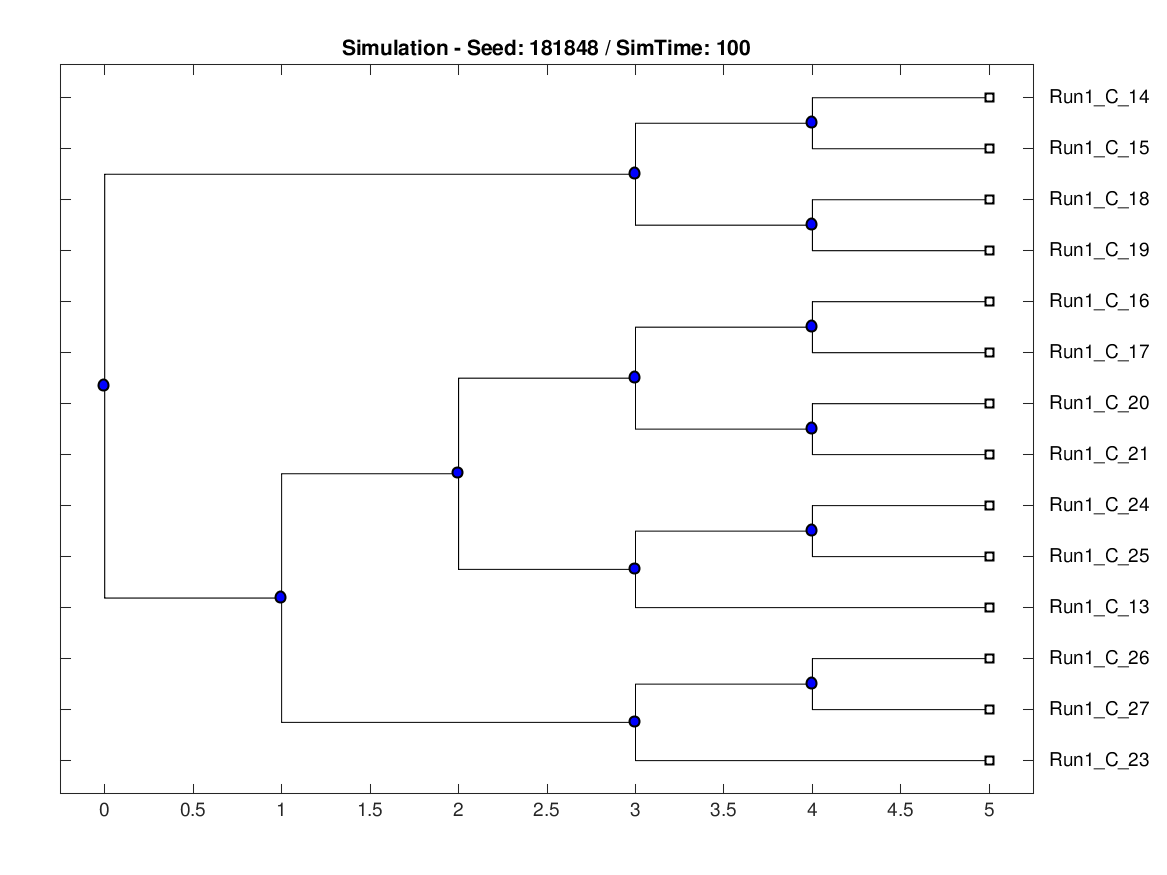 Simulation - Seed: 181848 / SimTime: 100
Run1_C_14
Run1_C_15
Run1_C_18
Run1_C_19
Run1_C_16
Run1_C_17
Run1_C_20
Run1_C_21
Run1_C_24
Run1_C_25
Run1_C_13
Run1_C_26
Run1_C_27
Run1_C_23
0 0.5 1 1.5 2 2.5 3 3.5 4 4.5 5